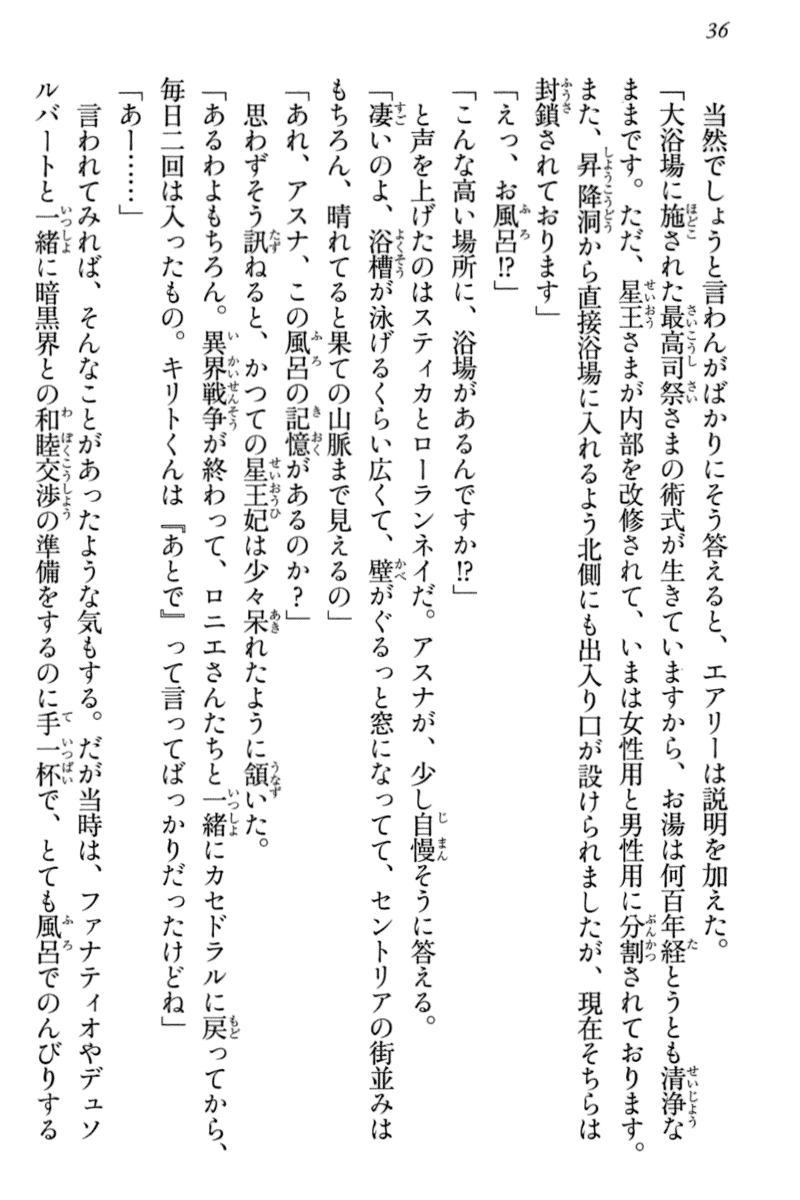 36
当然でしょうと言わんがばかりにそう答えると、エアリーは説明を加えた。
「大浴場に施された最高司祭さまの術式が生きていますから、お湯は何百年経とうとも清浄な
ままです。ただ、星王さまが内部を改修されて、いまは女性用と男性用に分割されております。
また、昇降洞から直接浴場に入れるよう北側にも出入り口が設けられましたが、現在そちらは
封鎖されております」
「えっ、お風呂!?」
「こんな高い場所に、浴場があるんですか!?」
と声を上げたのはスティカとローランネイだ。アスナが、少し自慢そうに答える。
「凄いのよ、浴槽が泳げるくらい広くて、壁がぐるっと窓になってて、セントリアの街並みは
もちろん、晴れてると果ての山脈まで見えるの」
「あれ、アスナ、この風呂の記憶があるのか?」
思わずそう訊ねると、かつての星王妃は少々呆れたように頷いた。
「あるわよもちろん。異界戦争が終わって、ロニエさんたちと一緒にカセドラルに戻ってから、
毎日二回は入ったもの。キリトくんは『あとで』って言ってばっかりだったけどね」
「あー……」
言われてみれば、そんなことがあったような気もする。だが当時は、ファナティオやデュソ
ルバートと一緒に暗黒界との和睦交渉の準備をするのに手一杯で、とても風呂でのんびりする